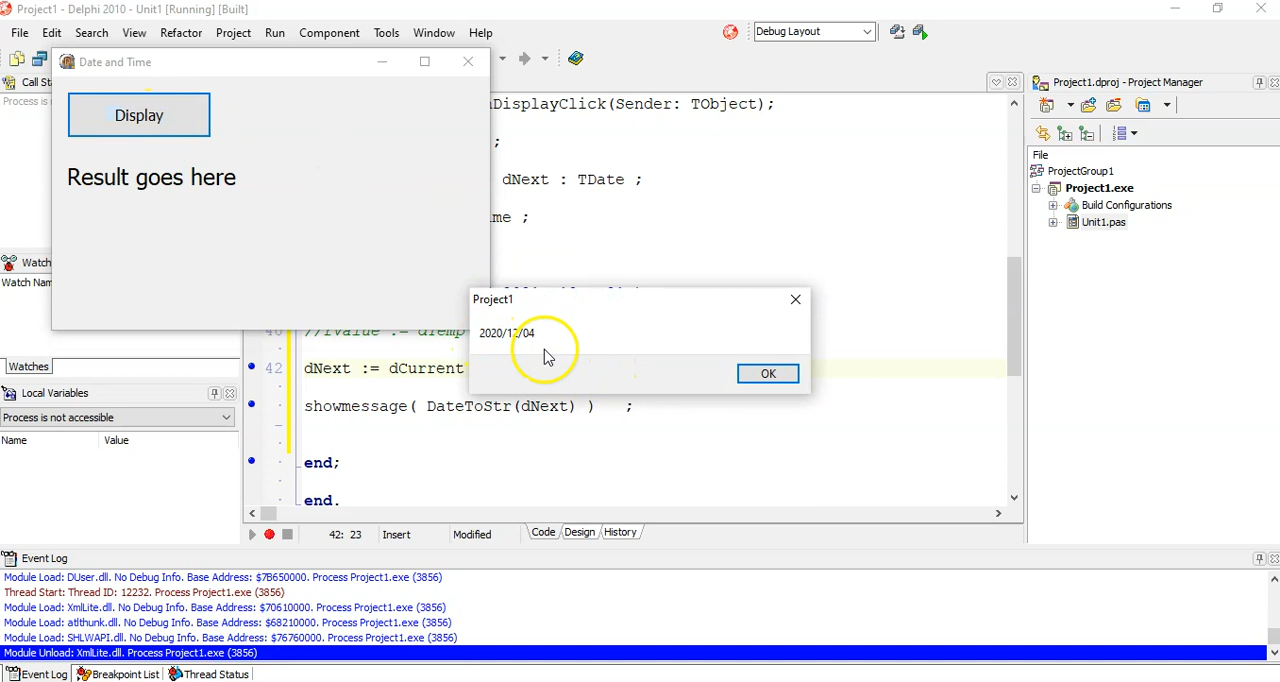 Project1 - Delphi 2010 - Unit1 [Running] [Built]
File Edit Search View Refactor Project Run Component Tools Window Help
Debug Layout
Date and Time
Call St
Process is
Display
Result goes here
Watch
Watch Nam
Watches
Local Variables
Process is not accessible
Name Value
DisplayClick(Sender: TObject);
;
dNext : TDate ;
me ;
42 dNext := dCurrent
showmessage( DateToStr(dNext) ) ;
end;
end.
Project1
2020/12/04
OK
42: 23 Insert Modified Code Design History
Project1.dproj - Project Manager
File
ProjectGroup1
Project1.exe
Build Configurations
Unit1.pas
Event Log
Module Load: DUser.dll. No Debug Info. Base Address: $7B650000. Process Project1.exe (3856)
Thread Start: Thread ID: 12232. Process Project1.exe (3856)
Module Load: XmlLite.dll. No Debug Info. Base Address: $70610000. Process Project1.exe (3856)
Module Load: atlthunk.dll. No Debug Info. Base Address: $68210000. Process Project1.exe (3856)
Module Load: SHLWAPI.dll. No Debug Info. Base Address: $76760000. Process Project1.exe (3856)
Module Unload: XmlLite.dll. Process Project1.exe (3856)
Event Log Breakpoint List Thread Status